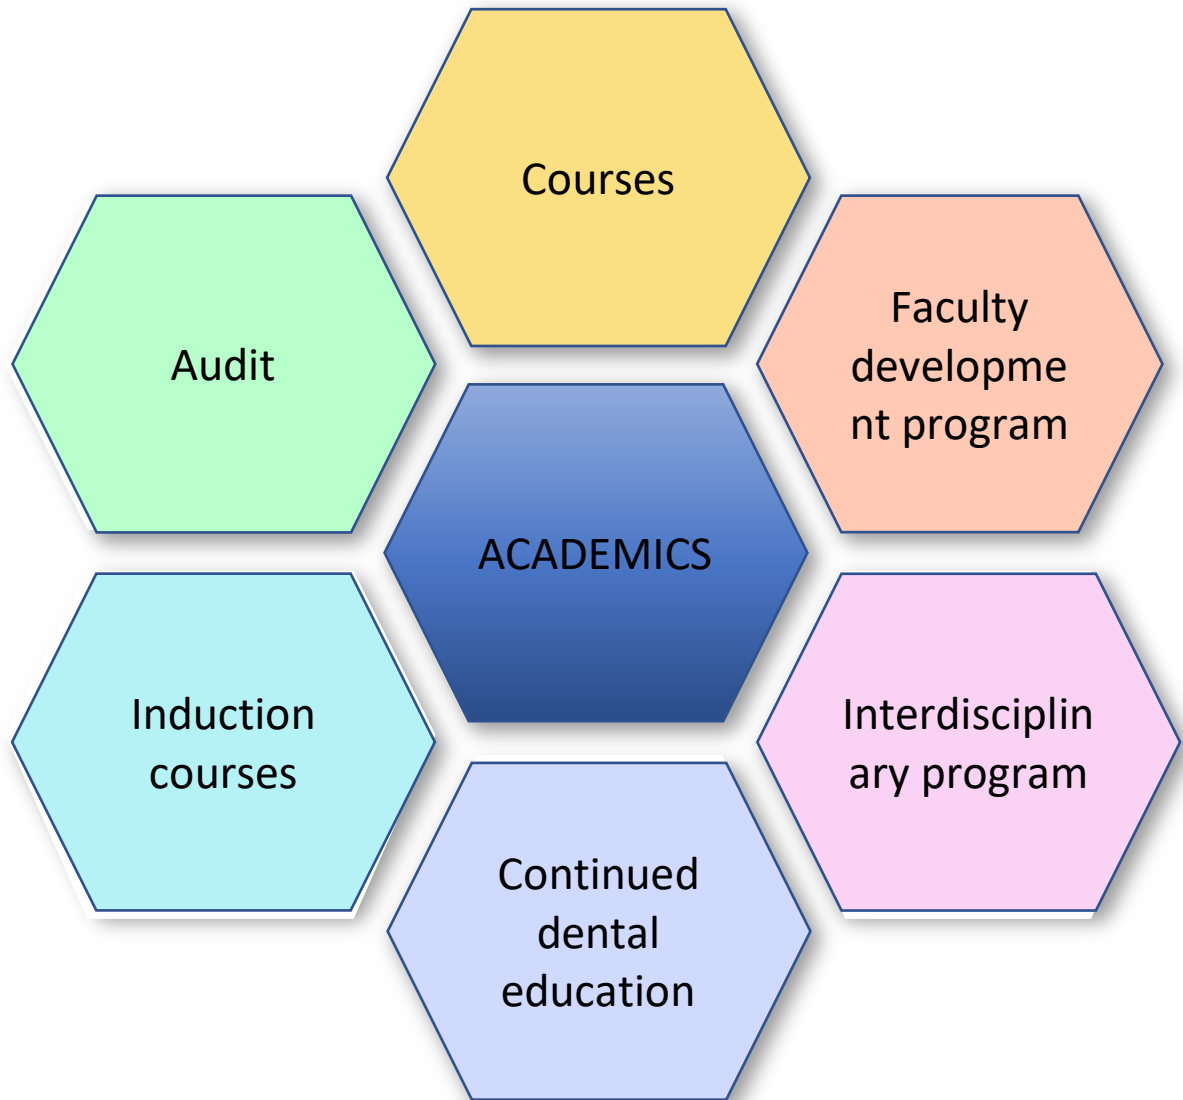 Courses
Audit
Faculty
developme
nt program
ACADEMICS
Induction
courses
Interdisciplin
ary program
Continued
dental
education